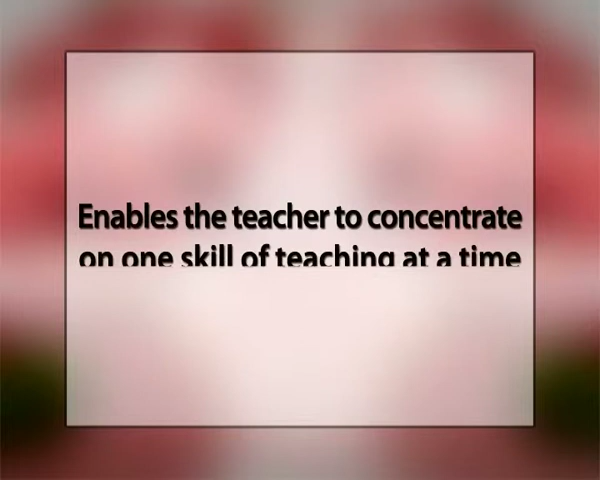 Enables the teacher to concentrate
on one skill of teaching at a time